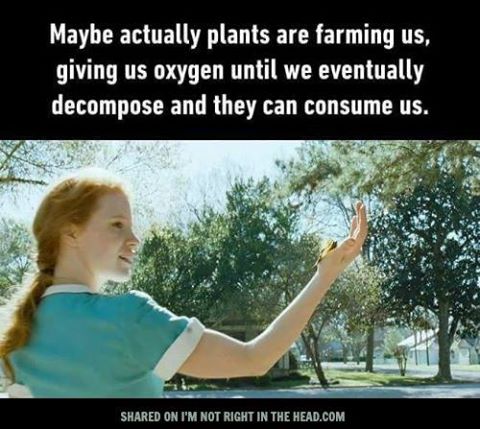 Maybe actually plants are farming us,
giving us oxygen until we eventually
decompose and they can consume us.
SHARED ON I'M NOT RIGHT IN THE HEAD.COM